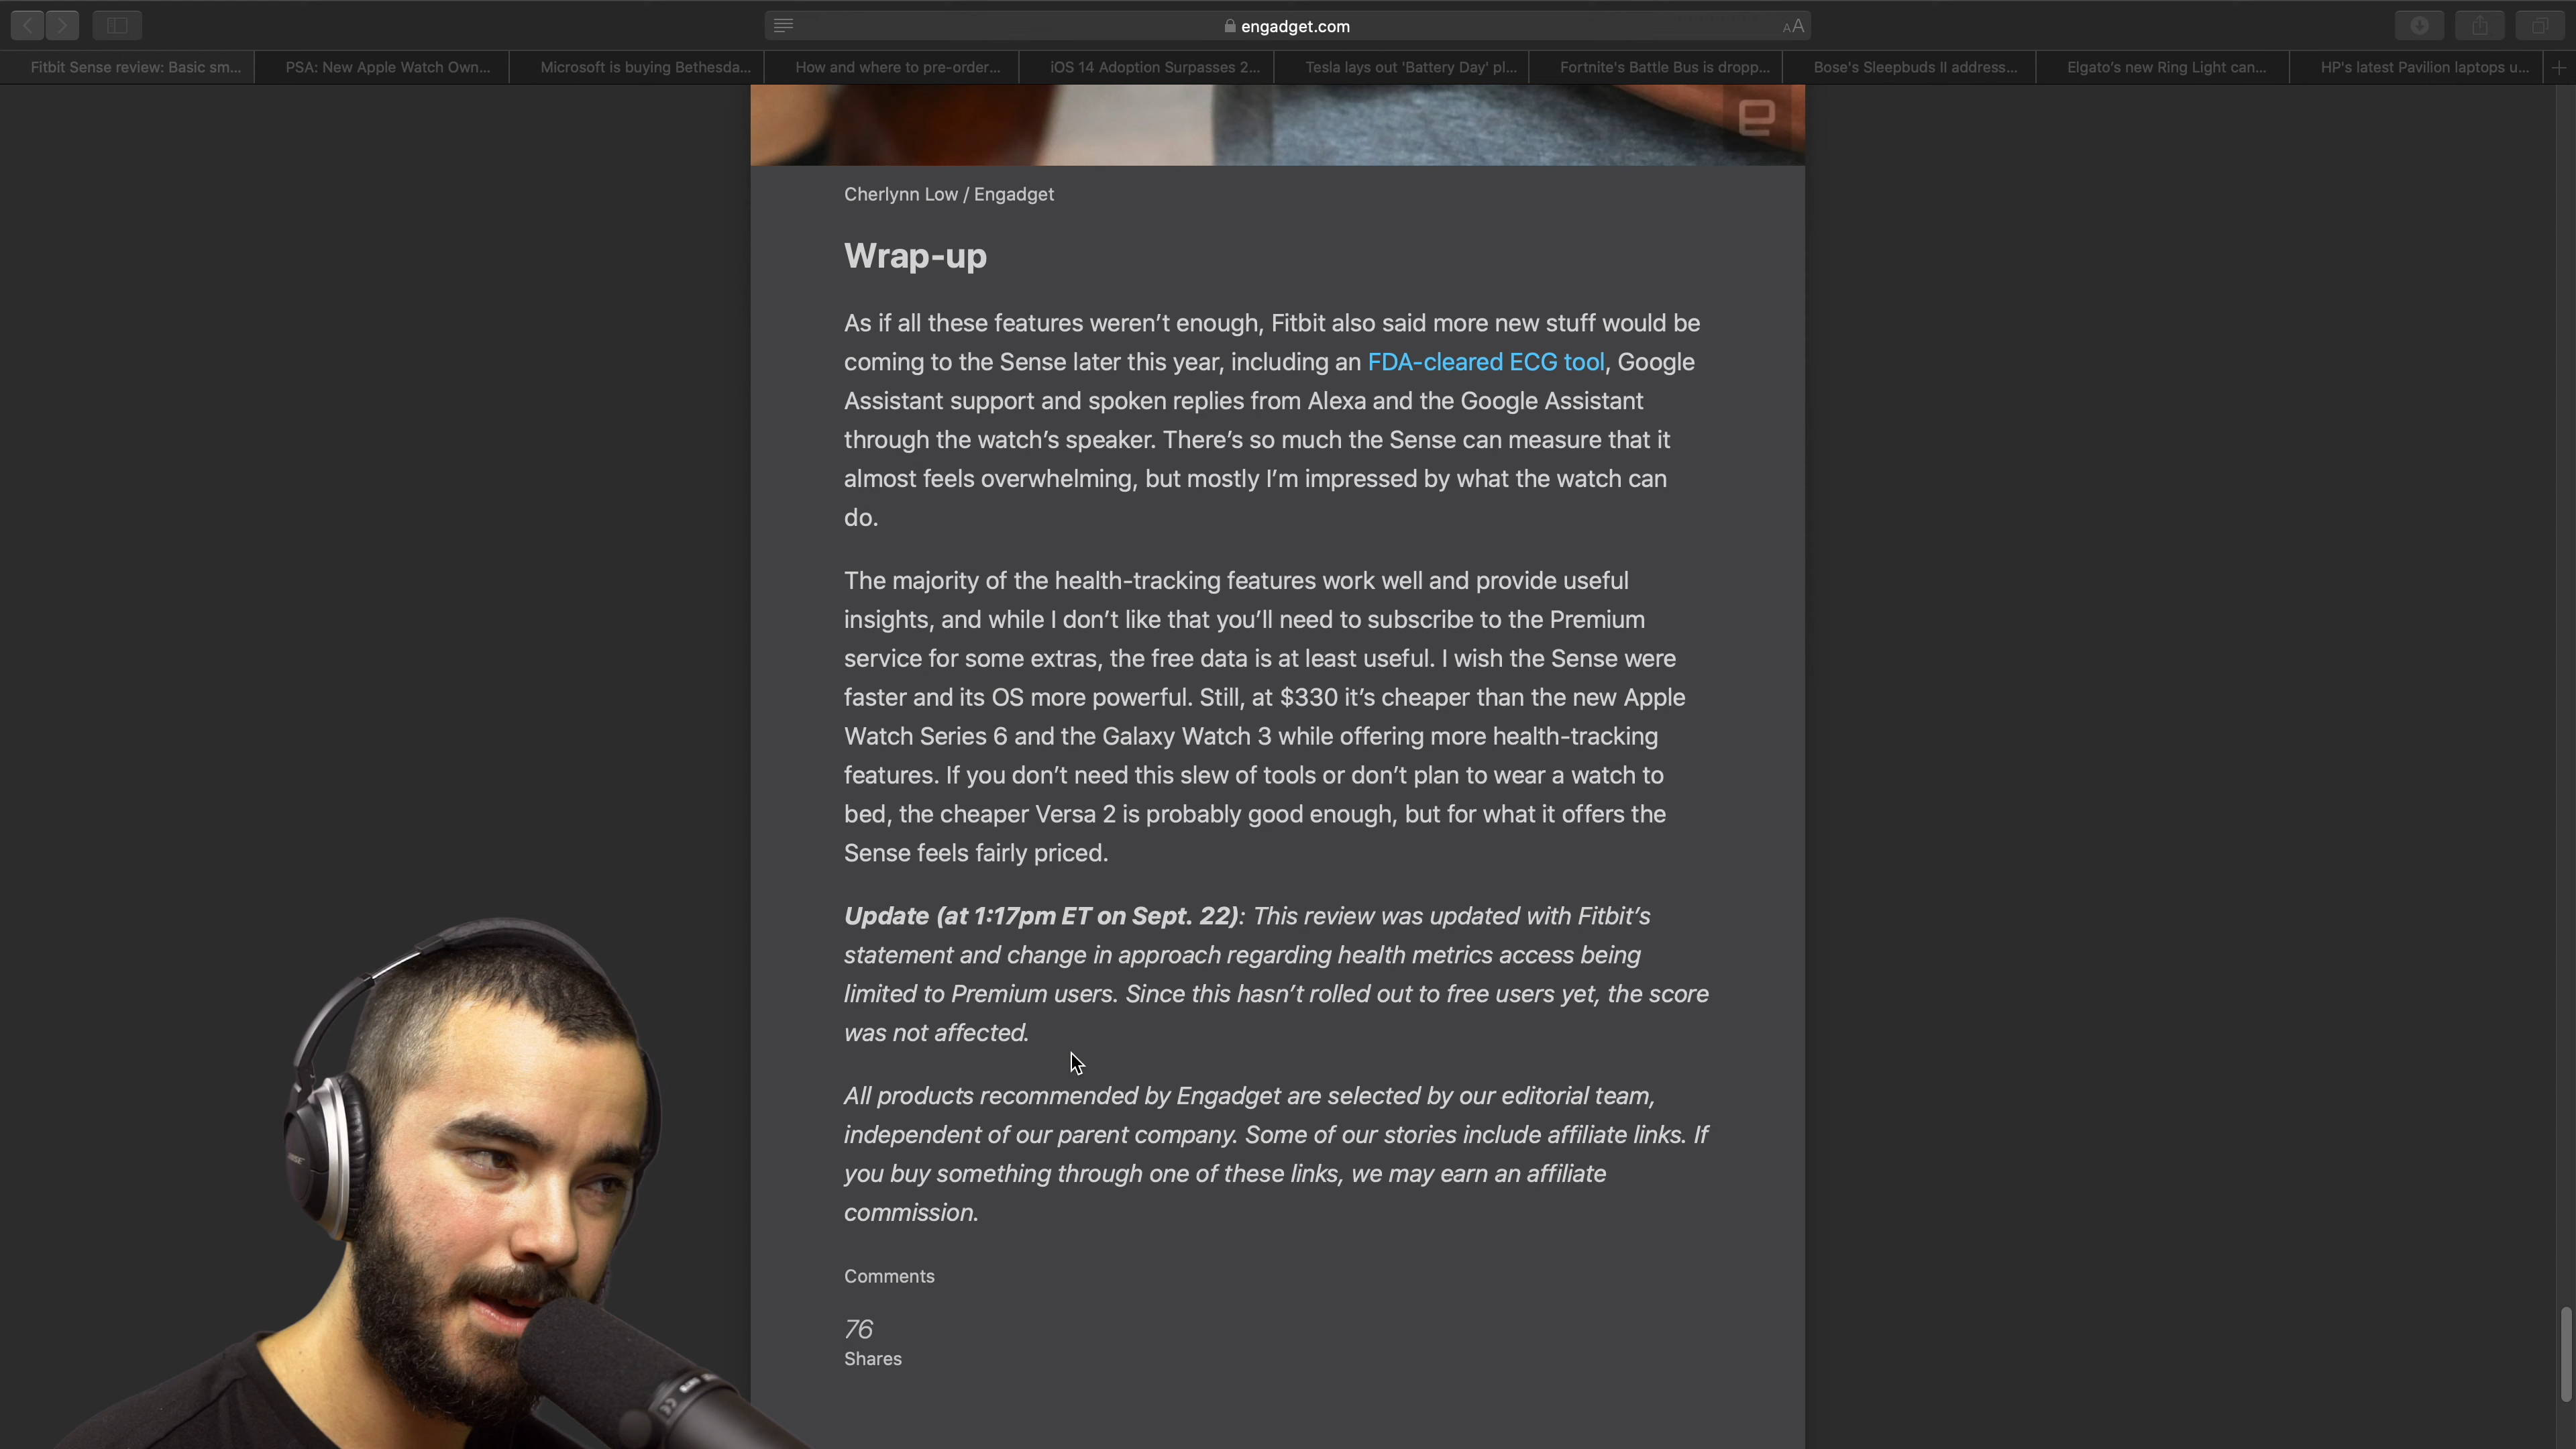 engadget.com
AA
Fitbit Sense review: Basic sm...
PSA: New Apple Watch Own...
Microsoft is buying Bethesda...
How and where to pre-order...
iOS 14 Adoption Surpasses 2...
Tesla lays out 'Battery Day' pl...
Fortnite's Battle Bus is dropp...
Bose's Sleepbuds II address...
Elgato's new Ring Light can...
HP's latest Pavilion laptops u...
e
Cherlynn Low / Engadget
Wrap-up
As if all these features weren’t enough, Fitbit also said more new stuff would be
coming to the Sense later this year, including an FDA-cleared ECG tool, Google
Assistant support and spoken replies from Alexa and the Google Assistant
through the watch’s speaker. There’s so much the Sense can measure that it
almost feels overwhelming, but mostly I’m impressed by what the watch can
do.
The majority of the health-tracking features work well and provide useful
insights, and while I don’t like that you’ll need to subscribe to the Premium
service for some extras, the free data is at least useful. I wish the Sense were
faster and its OS more powerful. Still, at $330 it’s cheaper than the new Apple
Watch Series 6 and the Galaxy Watch 3 while offering more health-tracking
features. If you don’t need this slew of tools or don’t plan to wear a watch to
bed, the cheaper Versa 2 is probably good enough, but for what it offers the
Sense feels fairly priced.
Update (at 1:17pm ET on Sept. 22): This review was updated with Fitbit’s
statement and change in approach regarding health metrics access being
limited to Premium users. Since this hasn’t rolled out to free users yet, the score
was not affected.
All products recommended by Engadget are selected by our editorial team,
independent of our parent company. Some of our stories include affiliate links. If
you buy something through one of these links, we may earn an affiliate
commission.
Comments
76
Shares
BOSE